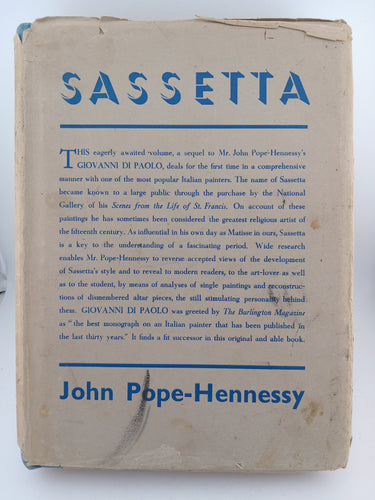 SASSETTA
THIS eagerly awaited volume, a sequel to Mr. John Pope-Hennessy's
GIOVANNI DI PAOLO, deals for the first time in a comprehensive
manner with one of the most popular Italian painters. The name of Sassetta
became known to a large public through the purchase by the National
Gallery of his Scenes from the Life of St. Francis. On account of these
paintings he has sometimes been considered the greatest religious artist of
the fifteenth century. As influential in his own day as Matisse in ours, Sassetta
is a key to the understanding of a fascinating period. Wide research
enables Mr. Pope-Hennessy to reverse accepted views of the development
of Sassetta's style and to reveal to modern readers, to the art-lover as well as
to the student, by means of analyses of single paintings and reconstruc-
tions of dismembered altar pieces, the still stimulating personality behind
them. GIOVANNI DI PAOLO was greeted by The Burlington Magazine
as "the best monograph on an Italian painter that has been published in
the last thirty years." It finds a fit successor in this original and able book.
John Pope-Hennessy